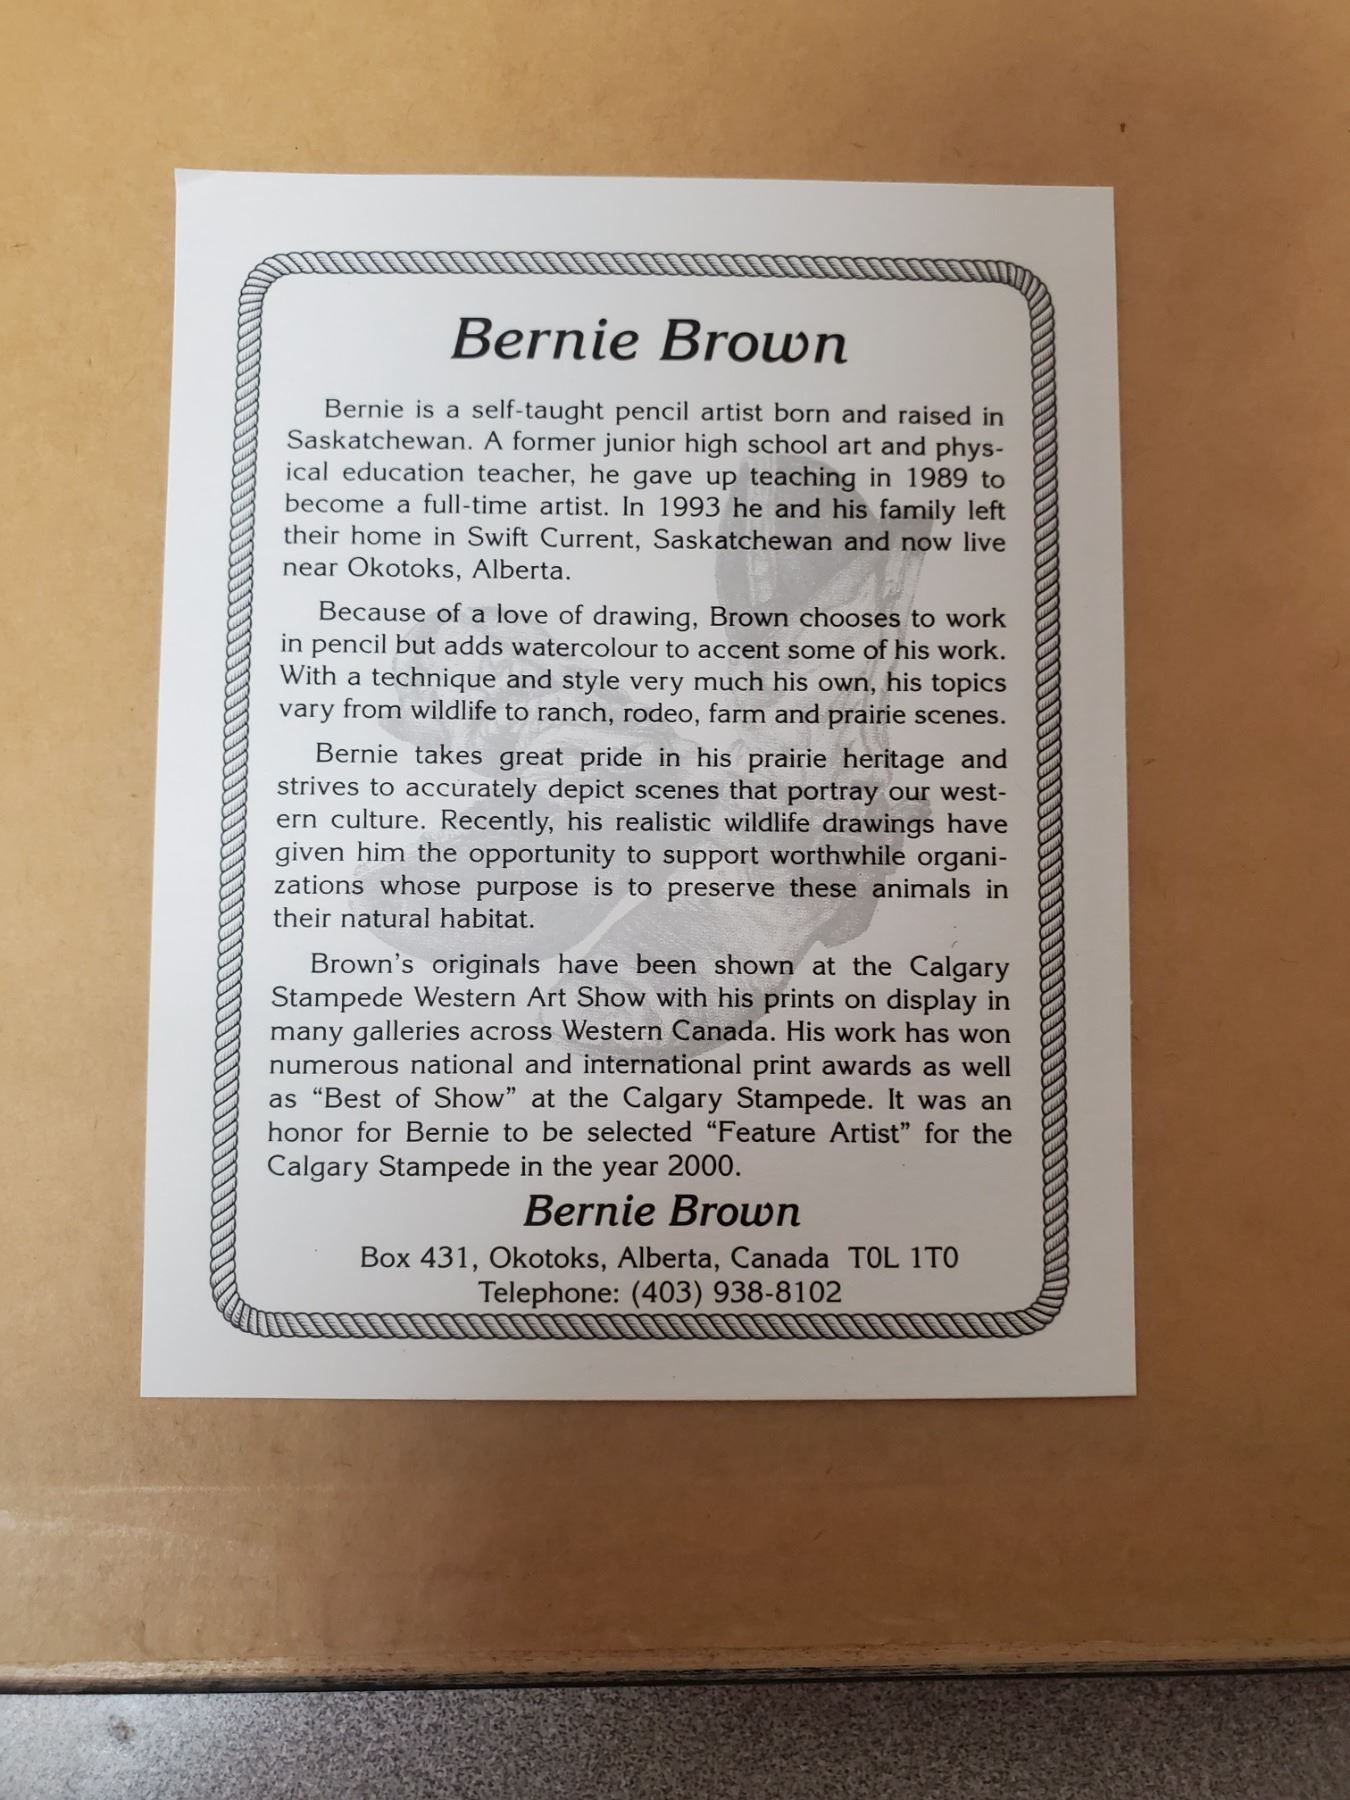 Bernie Brown
Bernie is a self-taught pencil artist born and raised in
Saskatchewan. A former junior high school art and phys-
ical education teacher, he gave up teaching in 1989 to
become a full-time artist. In 1993 he and his family left
their home in Swift Current, Saskatchewan and now live
near Okotoks, Alberta.
Because of a love of drawing, Brown chooses to work
in pencil but adds watercolour to accent some of his work.
With a technique and style very much his own, his topics
vary from wildlife to ranch, rodeo, farm and prairie scenes.
Bernie takes great pride in his prairie heritage and
strives to accurately depict scenes that portray our west-
ern culture. Recently, his realistic wildlife drawings have
given him the opportunity to support worthwhile organi-
zations whose purpose is to preserve these animals in
their natural habitat.
Brown's originals have been shown at the Calgary
Stampede Western Art Show with his prints on display in
many galleries across Western Canada. His work has won
numerous national and international print awards as well
as “Best of Show” at the Calgary Stampede. It was an
honor for Bernie to be selected “Feature Artist” for the
Calgary Stampede in the year 2000.
Bernie Brown
Box 431, Okotoks, Alberta, Canada  T0L 1T0
Telephone: (403) 938-8102